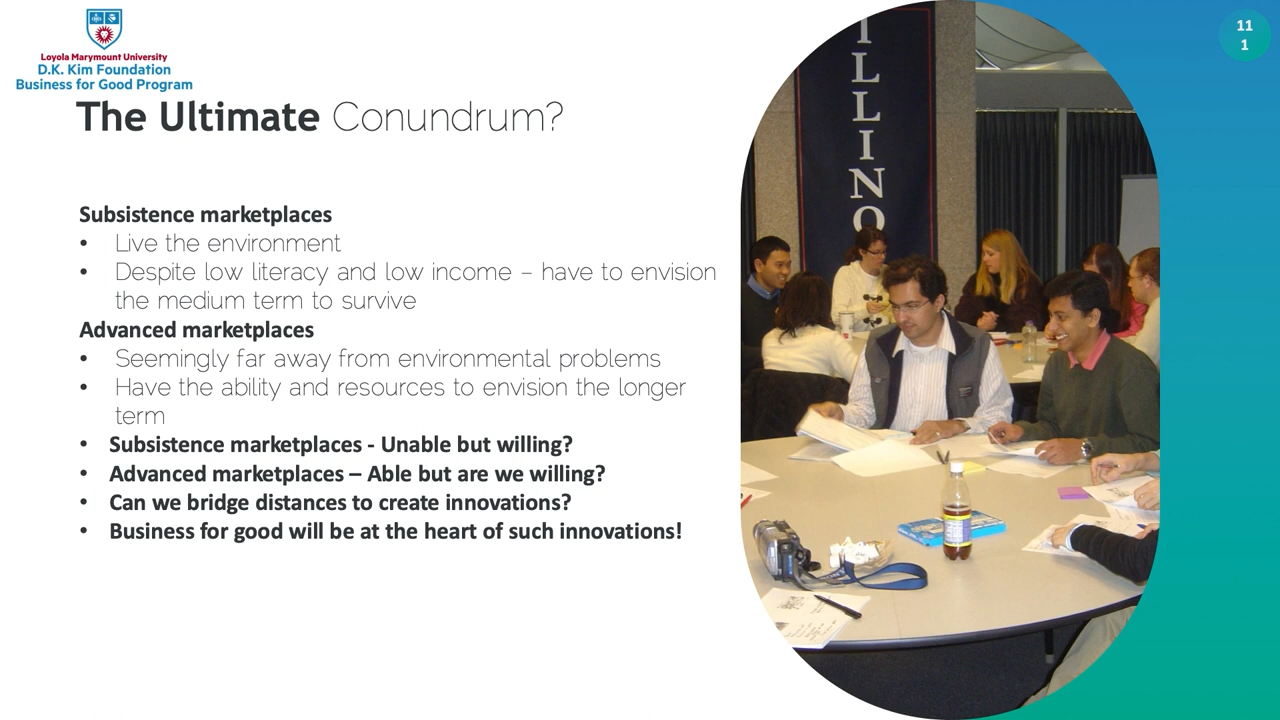 Loyola Marymount University
D.K. Kim Foundation
Business for Good Program
11
1
The Ultimate Conundrum?
Subsistence marketplaces
• Live the environment
• Despite low literacy and low income – have to envision
the medium term to survive
Advanced marketplaces
• Seemingly far away from environmental problems
• Have the ability and resources to envision the longer
term
• Subsistence marketplaces - Unable but willing?
• Advanced marketplaces – Able but are we willing?
• Can we bridge distances to create innovations?
• Business for good will be at the heart of such innovations!
I
L
L
I
N
O